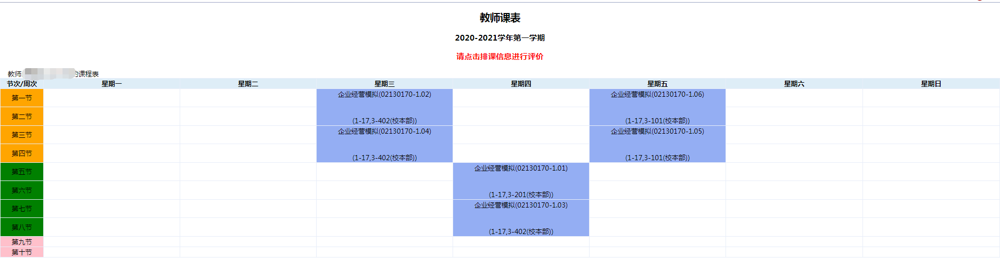 教师课表
2020-2021学年第一学期
请点击排课信息进行评价
教师 的课程表
节次/周次 星期一 星期二 星期三 星期四 星期五 星期六 星期日
第一节 企业经营模拟(02130170-1.02) 企业经营模拟(02130170-1.06)
第二节 (1-17,3-402(校本部)) (1-17,3-101(校本部))
第三节 企业经营模拟(02130170-1.04) 企业经营模拟(02130170-1.05)
第四节 (1-17,3-402(校本部)) (1-17,3-101(校本部))
第五节 企业经营模拟(02130170-1.01)
第六节 (1-17,3-201(校本部))
第七节 企业经营模拟(02130170-1.03)
第八节 (1-17,3-402(校本部))
第九节
第十节